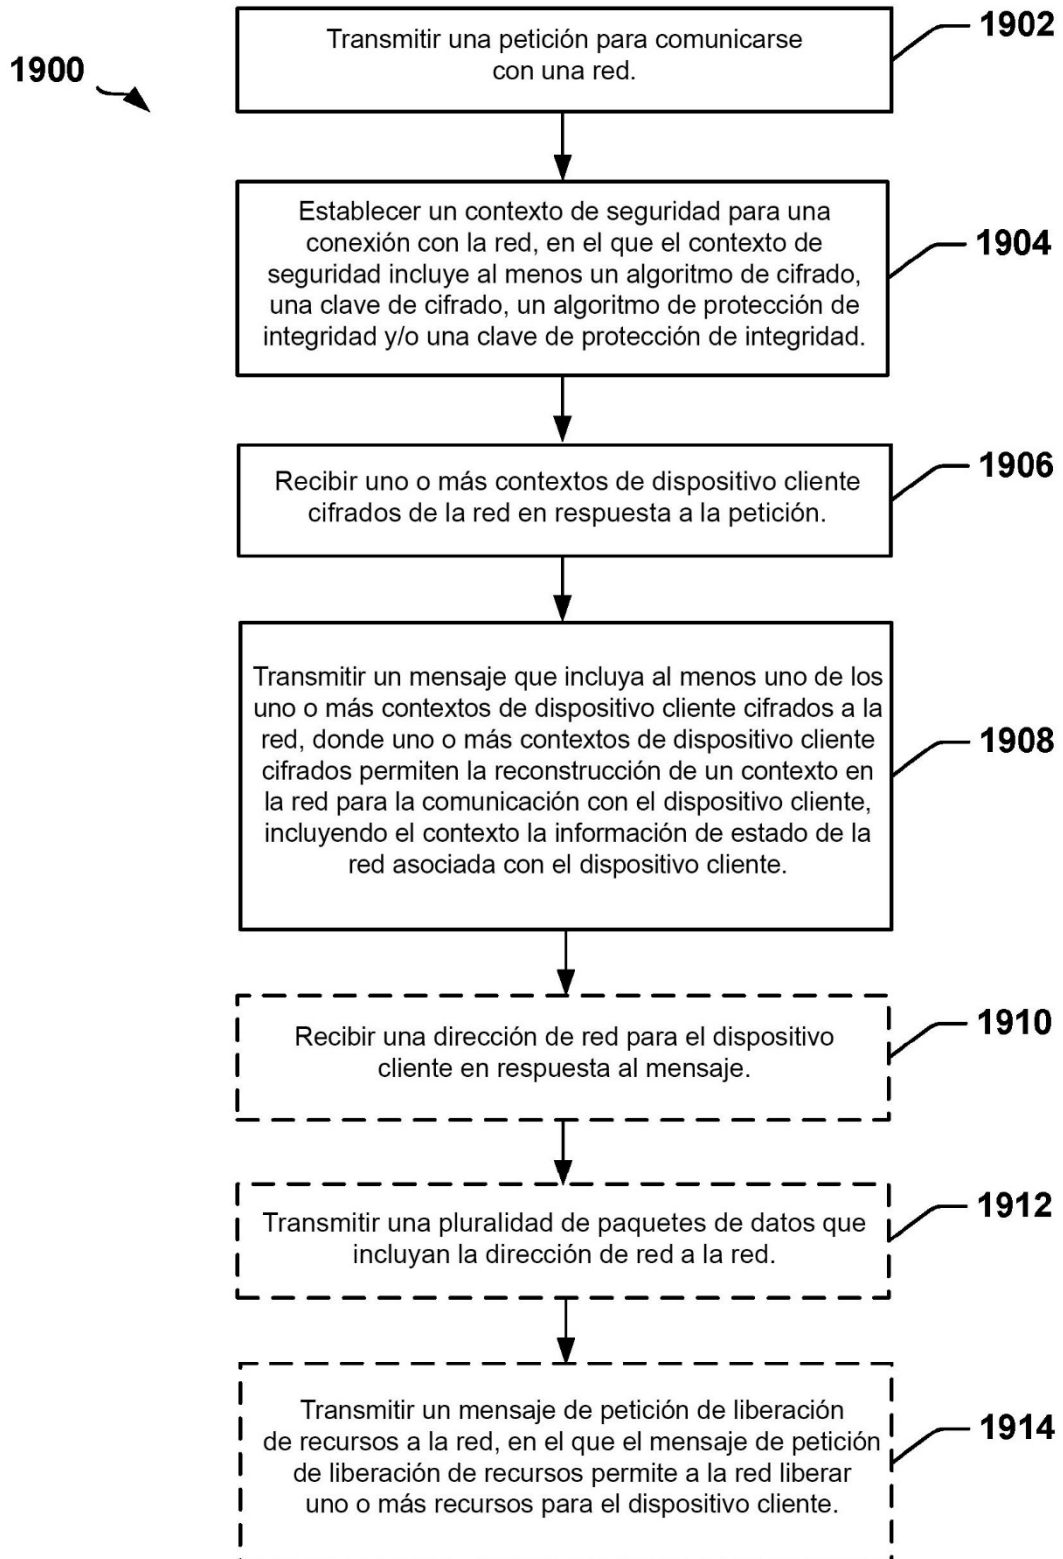 1900
Transmitir una petición para comunicarse
con una red.
1902
Establecer un contexto de seguridad para una
conexión con la red, en el que el contexto de
seguridad incluye al menos un algoritmo de cifrado,
una clave de cifrado, un algoritmo de protección de
integridad y/o una clave de protección de integridad.
1904
Recibir uno o más contextos de dispositivo cliente
cifrados de la red en respuesta a la petición.
1906
Transmitir un mensaje que incluya al menos uno de los
uno o más contextos de dispositivo cliente cifrados a la
red, donde uno o más contextos de dispositivo cliente
cifrados permiten la reconstrucción de un contexto en
la red para la comunicación con el dispositivo cliente,
incluyendo el contexto la información de estado de la
red asociada con el dispositivo cliente.
1908
Recibir una dirección de red para el dispositivo
cliente en respuesta al mensaje.
1910
Transmitir una pluralidad de paquetes de datos que
incluyan la dirección de red a la red.
1912
Transmitir un mensaje de petición de liberación
de recursos a la red, en el que el mensaje de petición
de liberación de recursos permite a la red liberar
uno o más recursos para el dispositivo cliente.
1914